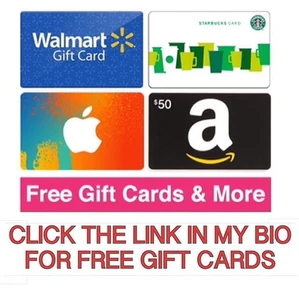 Walmart
Gift Card
STARBUCKS CARD
$50
a
Free Gift Cards & More
CLICK THE LINK IN MY BIO
FOR FREE GIFT CARDS